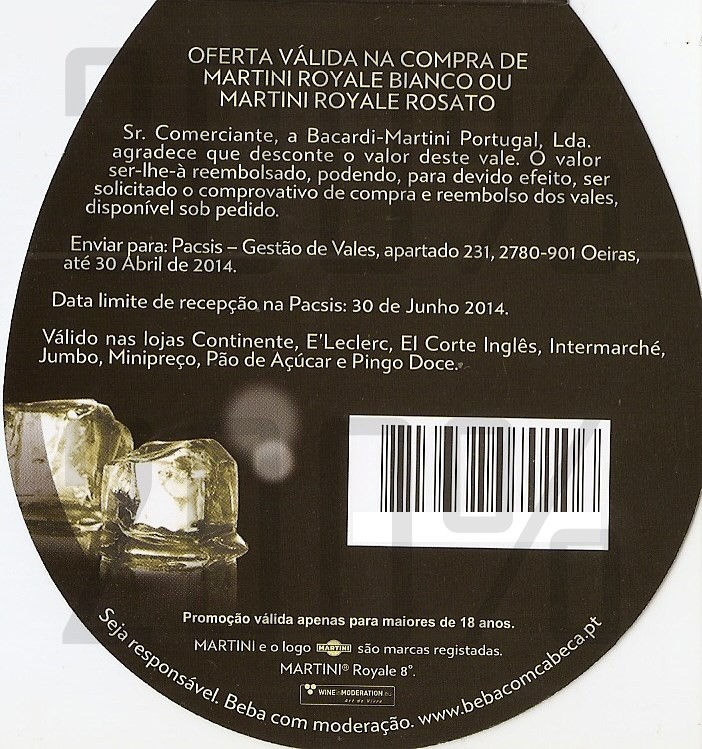 OFERTA VÁLIDA NA COMPRA DE
MARTINI ROYALE BIANCO OU
MARTINI ROYALE ROSATO
Sr. Comerciante, a Bacardi-Martini Portugal, Lda.
agradece que desconte o valor deste vale. O valor
ser-lhe-à reembolsado, podendo, para devido efeito, ser
solicitado o comprovativo de compra e reembolso dos vales,
disponível sob pedido.
Enviar para: Pacsis – Gestão de Vales, apartado 231, 2780-901 Oeiras,
até 30 Abril de 2014.
Data limite de recepção na Pacsis: 30 de Junho 2014.
Válido nas lojas Continente, E'Leclerc, El Corte Inglês, Intermarché,
Jumbo, Minipreço, Pão de Açúcar e Pingo Doce.
Promoção válida apenas para maiores de 18 anos.
MARTINI e o logo MARTINI são marcas registadas.
MARTINI® Royale 8°.
WINE in MODERATION.eu
Art de Vivre
Seja responsável. Beba com moderação. www.bebacomcabeca.pt